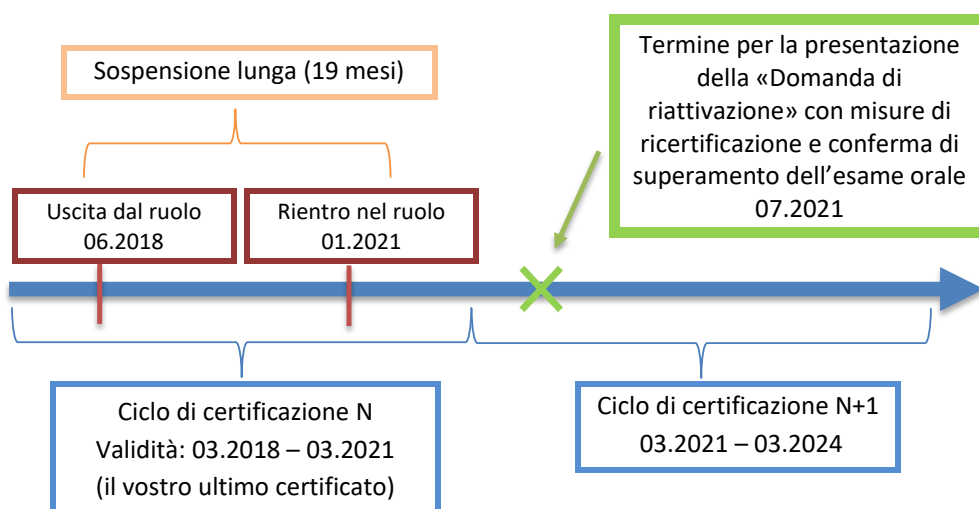 Sospensione lunga (19 mesi)
Termine per la presentazione
della «Domanda di
riattivazione» con misure di
ricertificazione e conferma di
superamento dell’esame orale
07.2021
Uscita dal ruolo
06.2018
Rientro nel ruolo
01.2021
Ciclo di certificazione N
Validità: 03.2018 – 03.2021
(il vostro ultimo certificato)
Ciclo di certificazione N+1
03.2021 – 03.2024